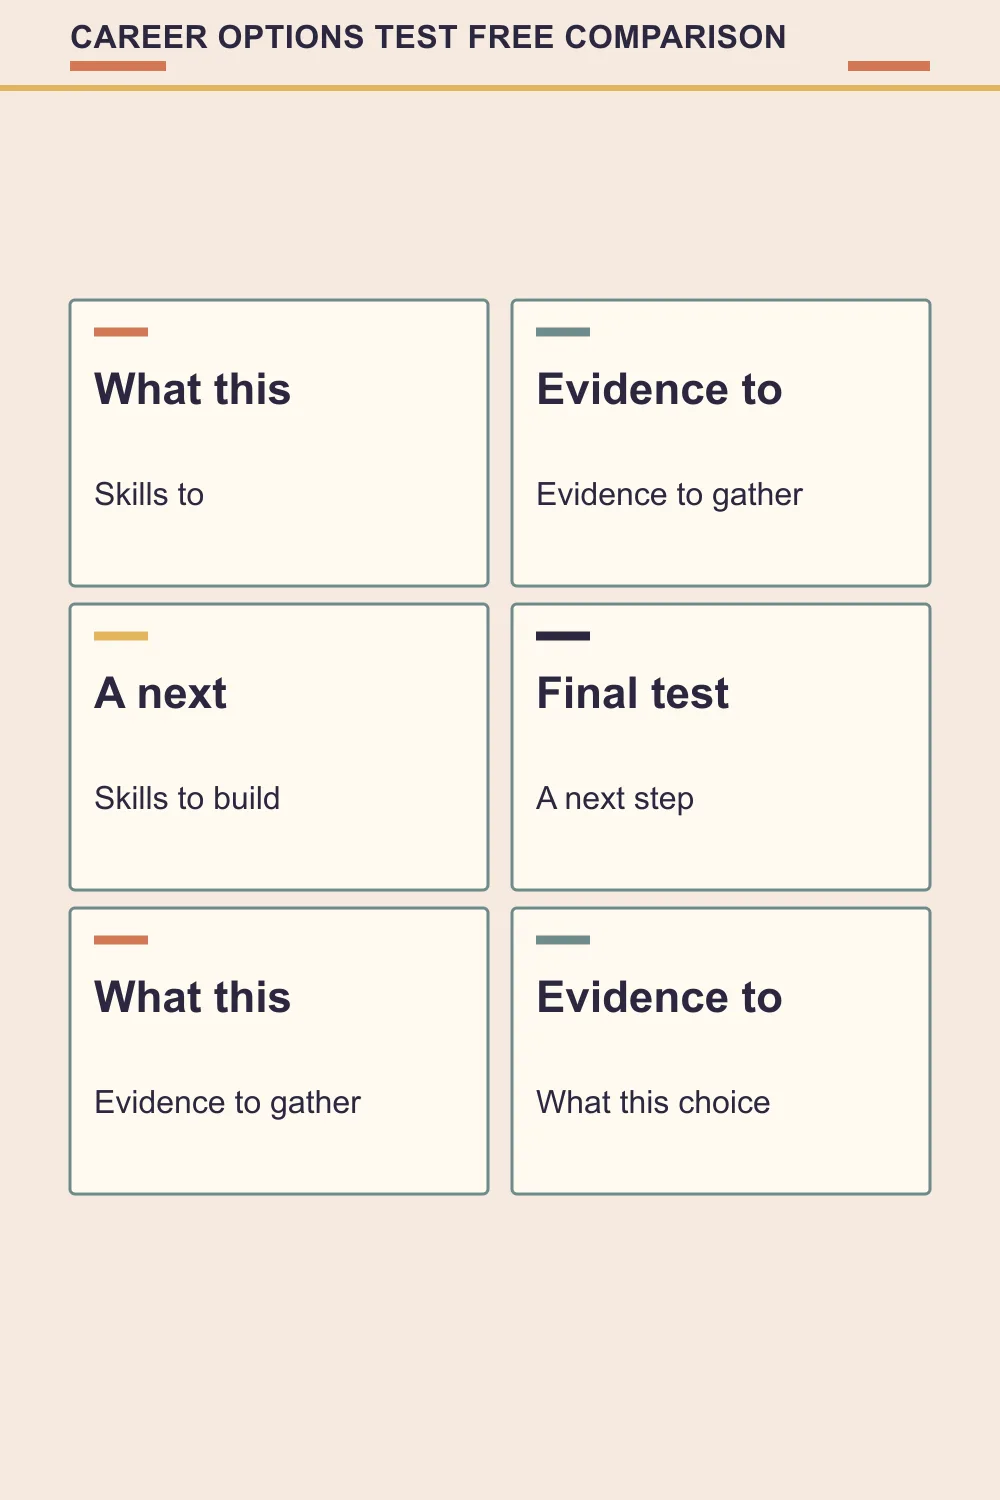 CAREER OPTIONS TEST FREE COMPARISON
What this
Skills to
Evidence to
Evidence to gather
A next
Skills to build
Final test
A next step
What this
Evidence to gather
Evidence to
What this choice